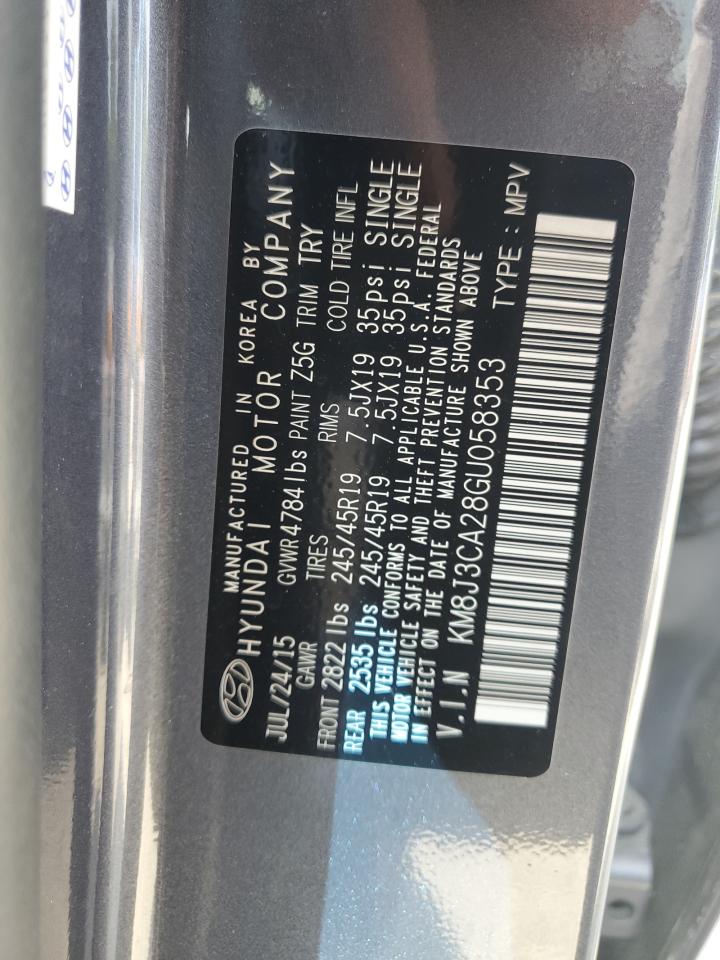 MANUFACTURED IN KOREA BY
HYUNDAI MOTOR COMPANY
JUL/24/15 GVWR 4784lbs PAINT Z5G TRIM TRY
GAWR TIRES RIMS COLD TIRE INFL
FRONT 2822 lbs 245/45R19 7.5JX19 35psi SINGLE
REAR 2535 lbs 245/45R19 7.5JX19 35psi SINGLE
THIS VEHICLE CONFORMS TO ALL APPLICABLE U.S.A. FEDERAL
MOTOR VEHICLE SAFETY AND THEFT PREVENTION STANDARDS
IN EFFECT ON THE DATE OF MANUFACTURE SHOWN ABOVE
V.I.N KM8J3CA28GU058353 TYPE : MPV